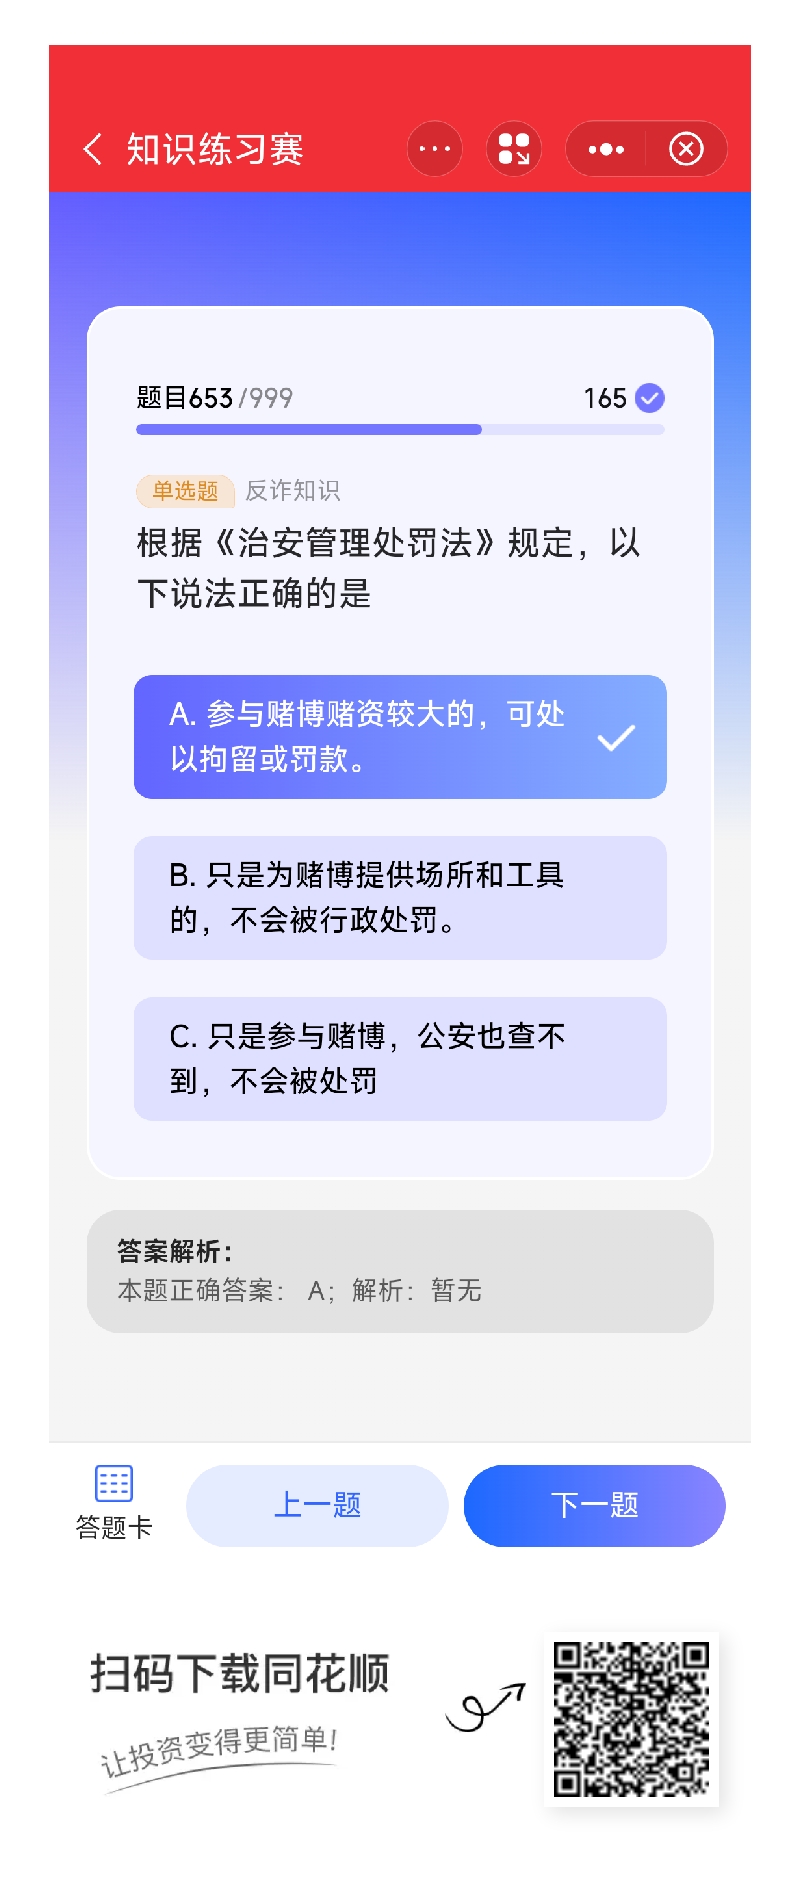 知识练习赛
题目653/999
165
单选题 反诈知识
根据《治安管理处罚法》规定，以
下说法正确的是
A. 参与赌博赌资较大的，可处
以拘留或罚款。
B. 只是为赌博提供场所和工具
的，不会被行政处罚。
C. 只是参与赌博，公安也查不
到，不会被处罚
答案解析：
本题正确答案： A；解析：暂无
答题卡
上一题
下一题
扫码下载同花顺
让投资变得更简单!